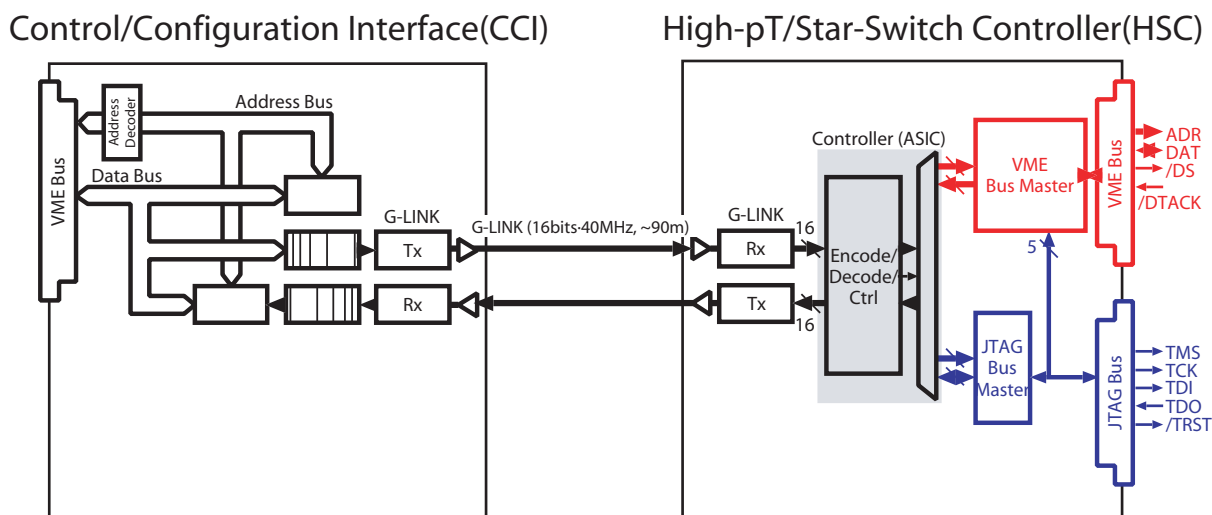 Control/Configuration Interface(CCI)
High-pT/Star-Switch Controller(HSC)
VME Bus
Address
Decoder
Address Bus
Data Bus
G-LINK
Tx
Rx
G-LINK (16bits·40MHz, ~90m)
G-LINK
Rx
Tx
16
16
Controller (ASIC)
Encode/
Decode/
Ctrl
VME
Bus Master
5
JTAG
Bus
Master
VME Bus
ADR
DAT
/DS
/DTACK
JTAG Bus
TMS
TCK
TDI
TDO
/TRST